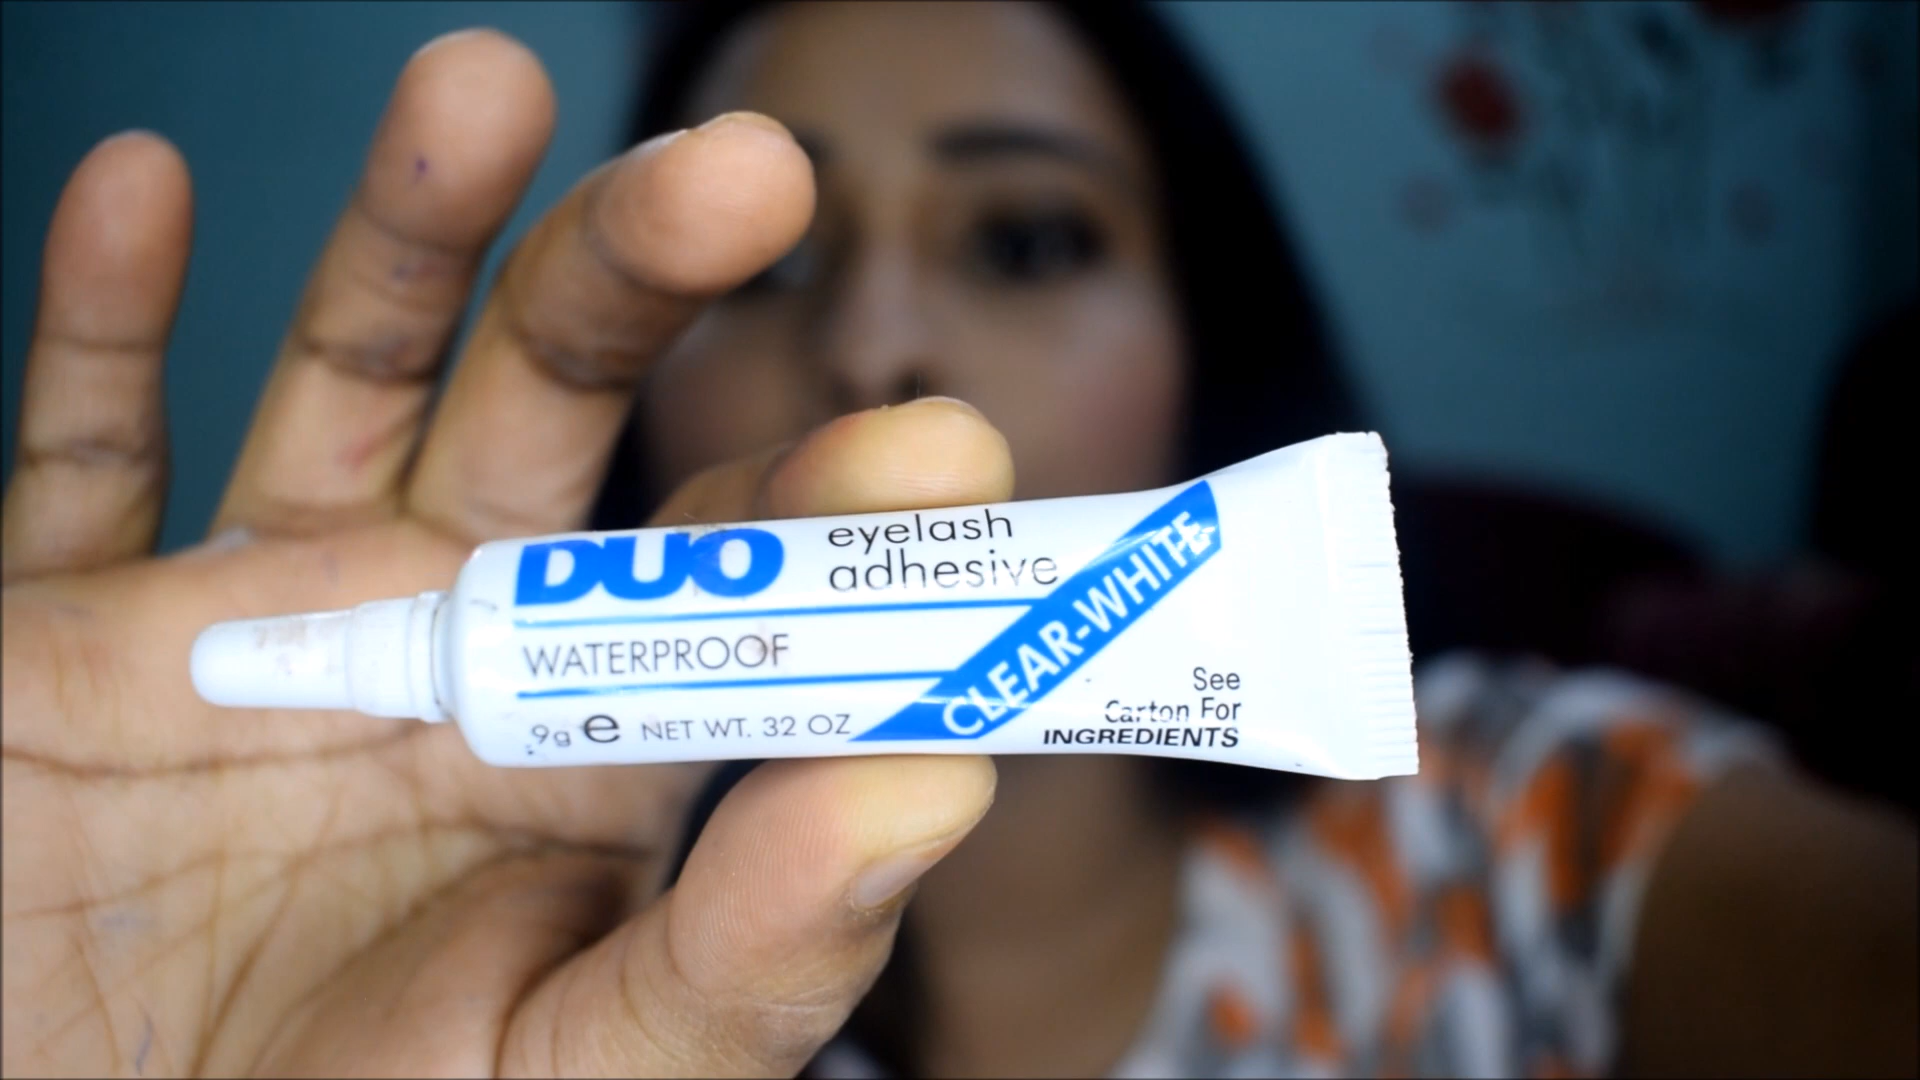 DUO eyelash
adhesive
WATERPROOF
CLEAR-WHITE
9g e NET WT. 32 OZ
See
Carton For
INGREDIENTS